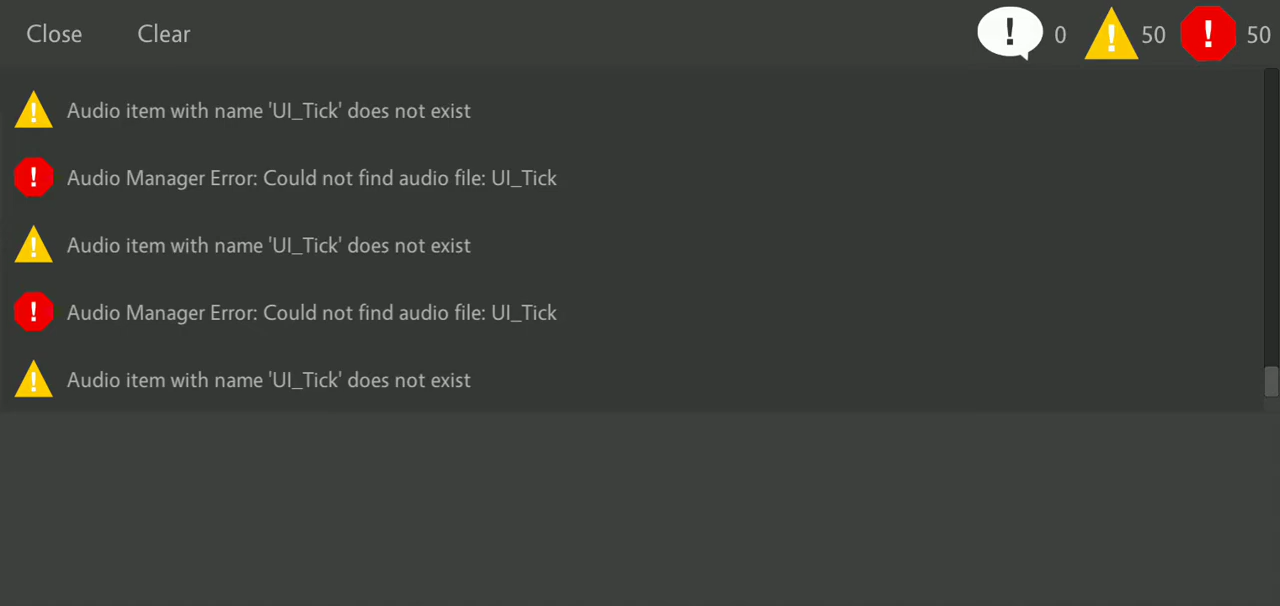 Close Clear 0 50 50
Audio item with name 'UI_Tick' does not exist
Audio Manager Error: Could not find audio file: UI_Tick
Audio item with name 'UI_Tick' does not exist
Audio Manager Error: Could not find audio file: UI_Tick
Audio item with name 'UI_Tick' does not exist